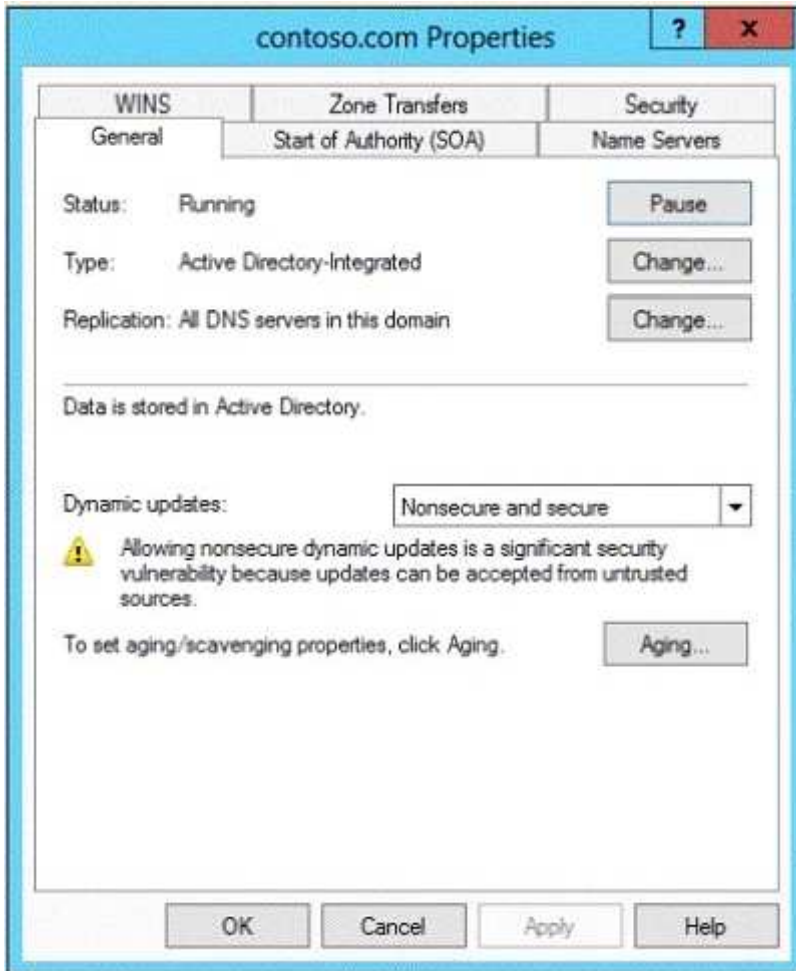 contoso.com Properties
?
x
WINS
Zone Transfers
Security
General
Start of Authority (SOA)
Name Servers
Status: Running
Pause
Type: Active Directory-Integrated
Change...
Replication: All DNS servers in this domain
Change...
Data is stored in Active Directory.
Dynamic updates:
Nonsecure and secure
Allowing nonsecure dynamic updates is a significant security
vulnerability because updates can be accepted from untrusted
sources.
To set aging/scavenging properties, click Aging.
Aging...
OK
Cancel
Apply
Help